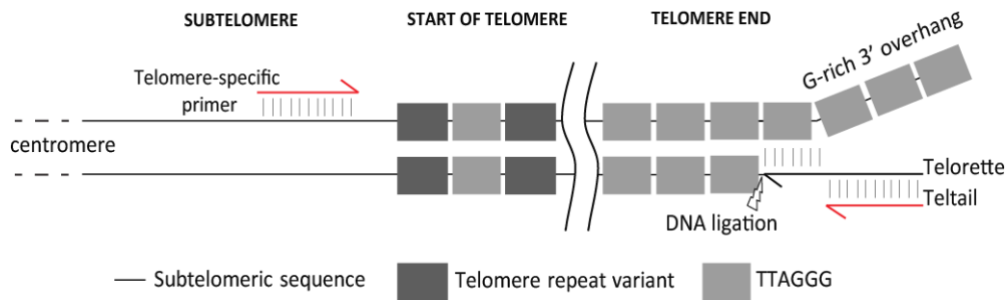 SUBTELOMERE START OF TELOMERE TELOMERE END
G-rich 3' overhang
Telomere-specific
primer
centromere
Telorette
Teltail
DNA ligation
Subtelomeric sequence Telomere repeat variant TTAGGG